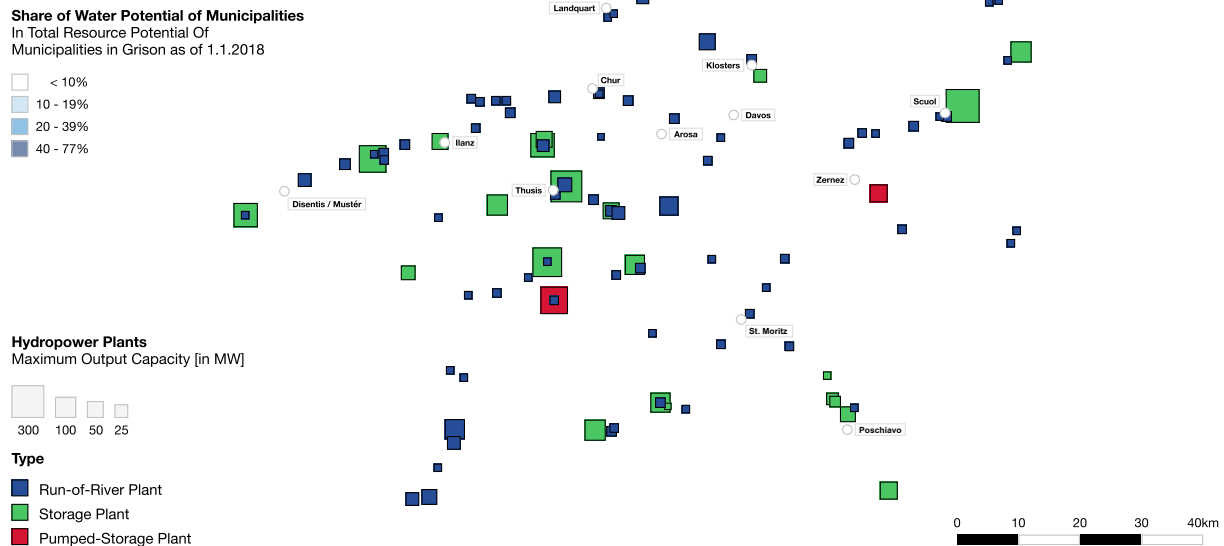 Share of Water Potential of Municipalities
In Total Resource Potential Of
Municipalities in Grison as of 1.1.2018
< 10%
10 - 19%
20 - 39%
40 - 77%
Landquart
Klosters
Chur
Scuol
Davos
Arosa
Ilanz
Zernez
Thusis
Disentis / Mustér
St. Moritz
Poschiavo
Hydropower Plants
Maximum Output Capacity [in MW]
300 100 50 25
Type
Run-of-River Plant
Storage Plant
Pumped-Storage Plant
0 10 20 30 40km